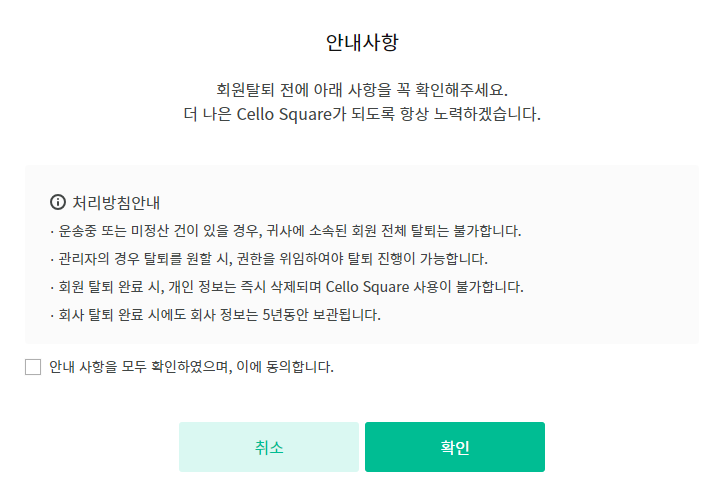 안내사항
회원탈퇴 전에 아래 사항을 꼭 확인해주세요.
더 나은 Cello Square가 되도록 항상 노력하겠습니다.
처리방침안내
· 운송중 또는 미정산 건이 있을 경우, 귀사에 소속된 회원 전체 탈퇴는 불가합니다.
· 관리자의 경우 탈퇴를 원할 시, 권한을 위임하여야 탈퇴 진행이 가능합니다.
· 회원 탈퇴 완료 시, 개인 정보는 즉시 삭제되며 Cello Square 사용이 불가합니다.
· 회사 탈퇴 완료 시에도 회사 정보는 5년동안 보관됩니다.
안내 사항을 모두 확인하였으며, 이에 동의합니다.
취소
확인